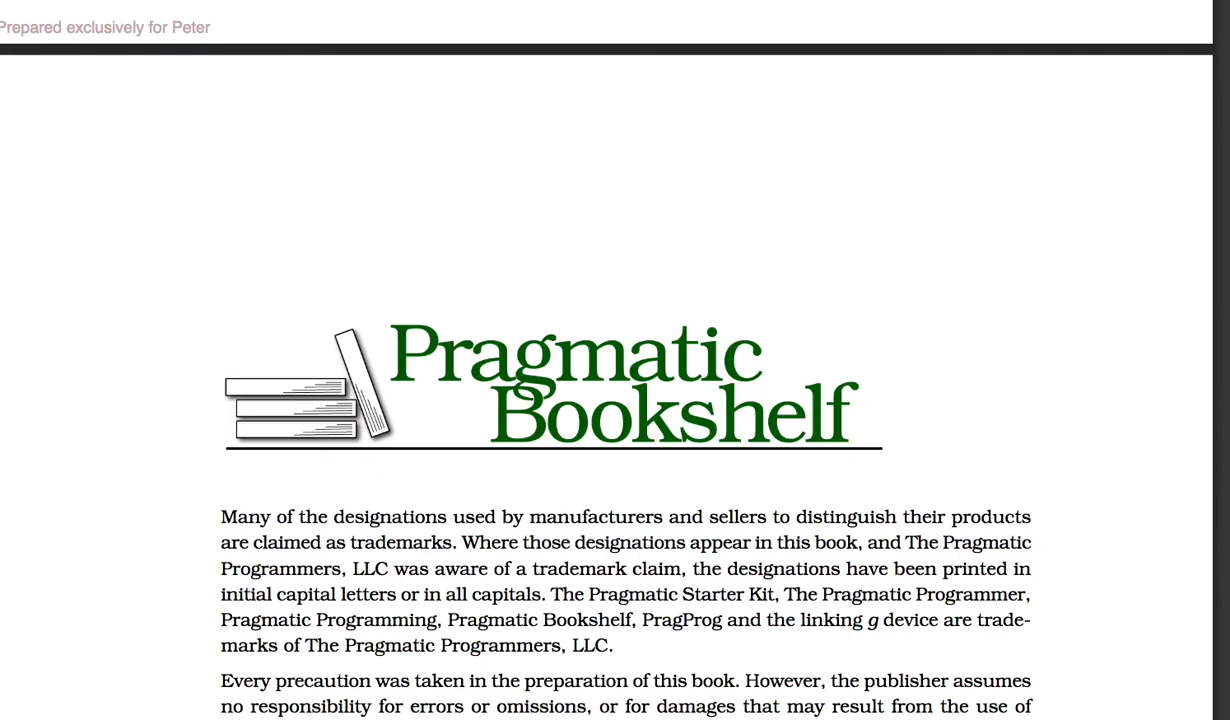 Prepared exclusively for Peter
Pragmatic
Bookshelf
Many of the designations used by manufacturers and sellers to distinguish their products
are claimed as trademarks. Where those designations appear in this book, and The Pragmatic
Programmers, LLC was aware of a trademark claim, the designations have been printed in
initial capital letters or in all capitals. The Pragmatic Starter Kit, The Pragmatic Programmer,
Pragmatic Programming, Pragmatic Bookshelf, PragProg and the linking g device are trade-
marks of The Pragmatic Programmers, LLC.
Every precaution was taken in the preparation of this book. However, the publisher assumes
no responsibility for errors or omissions, or for damages that may result from the use of